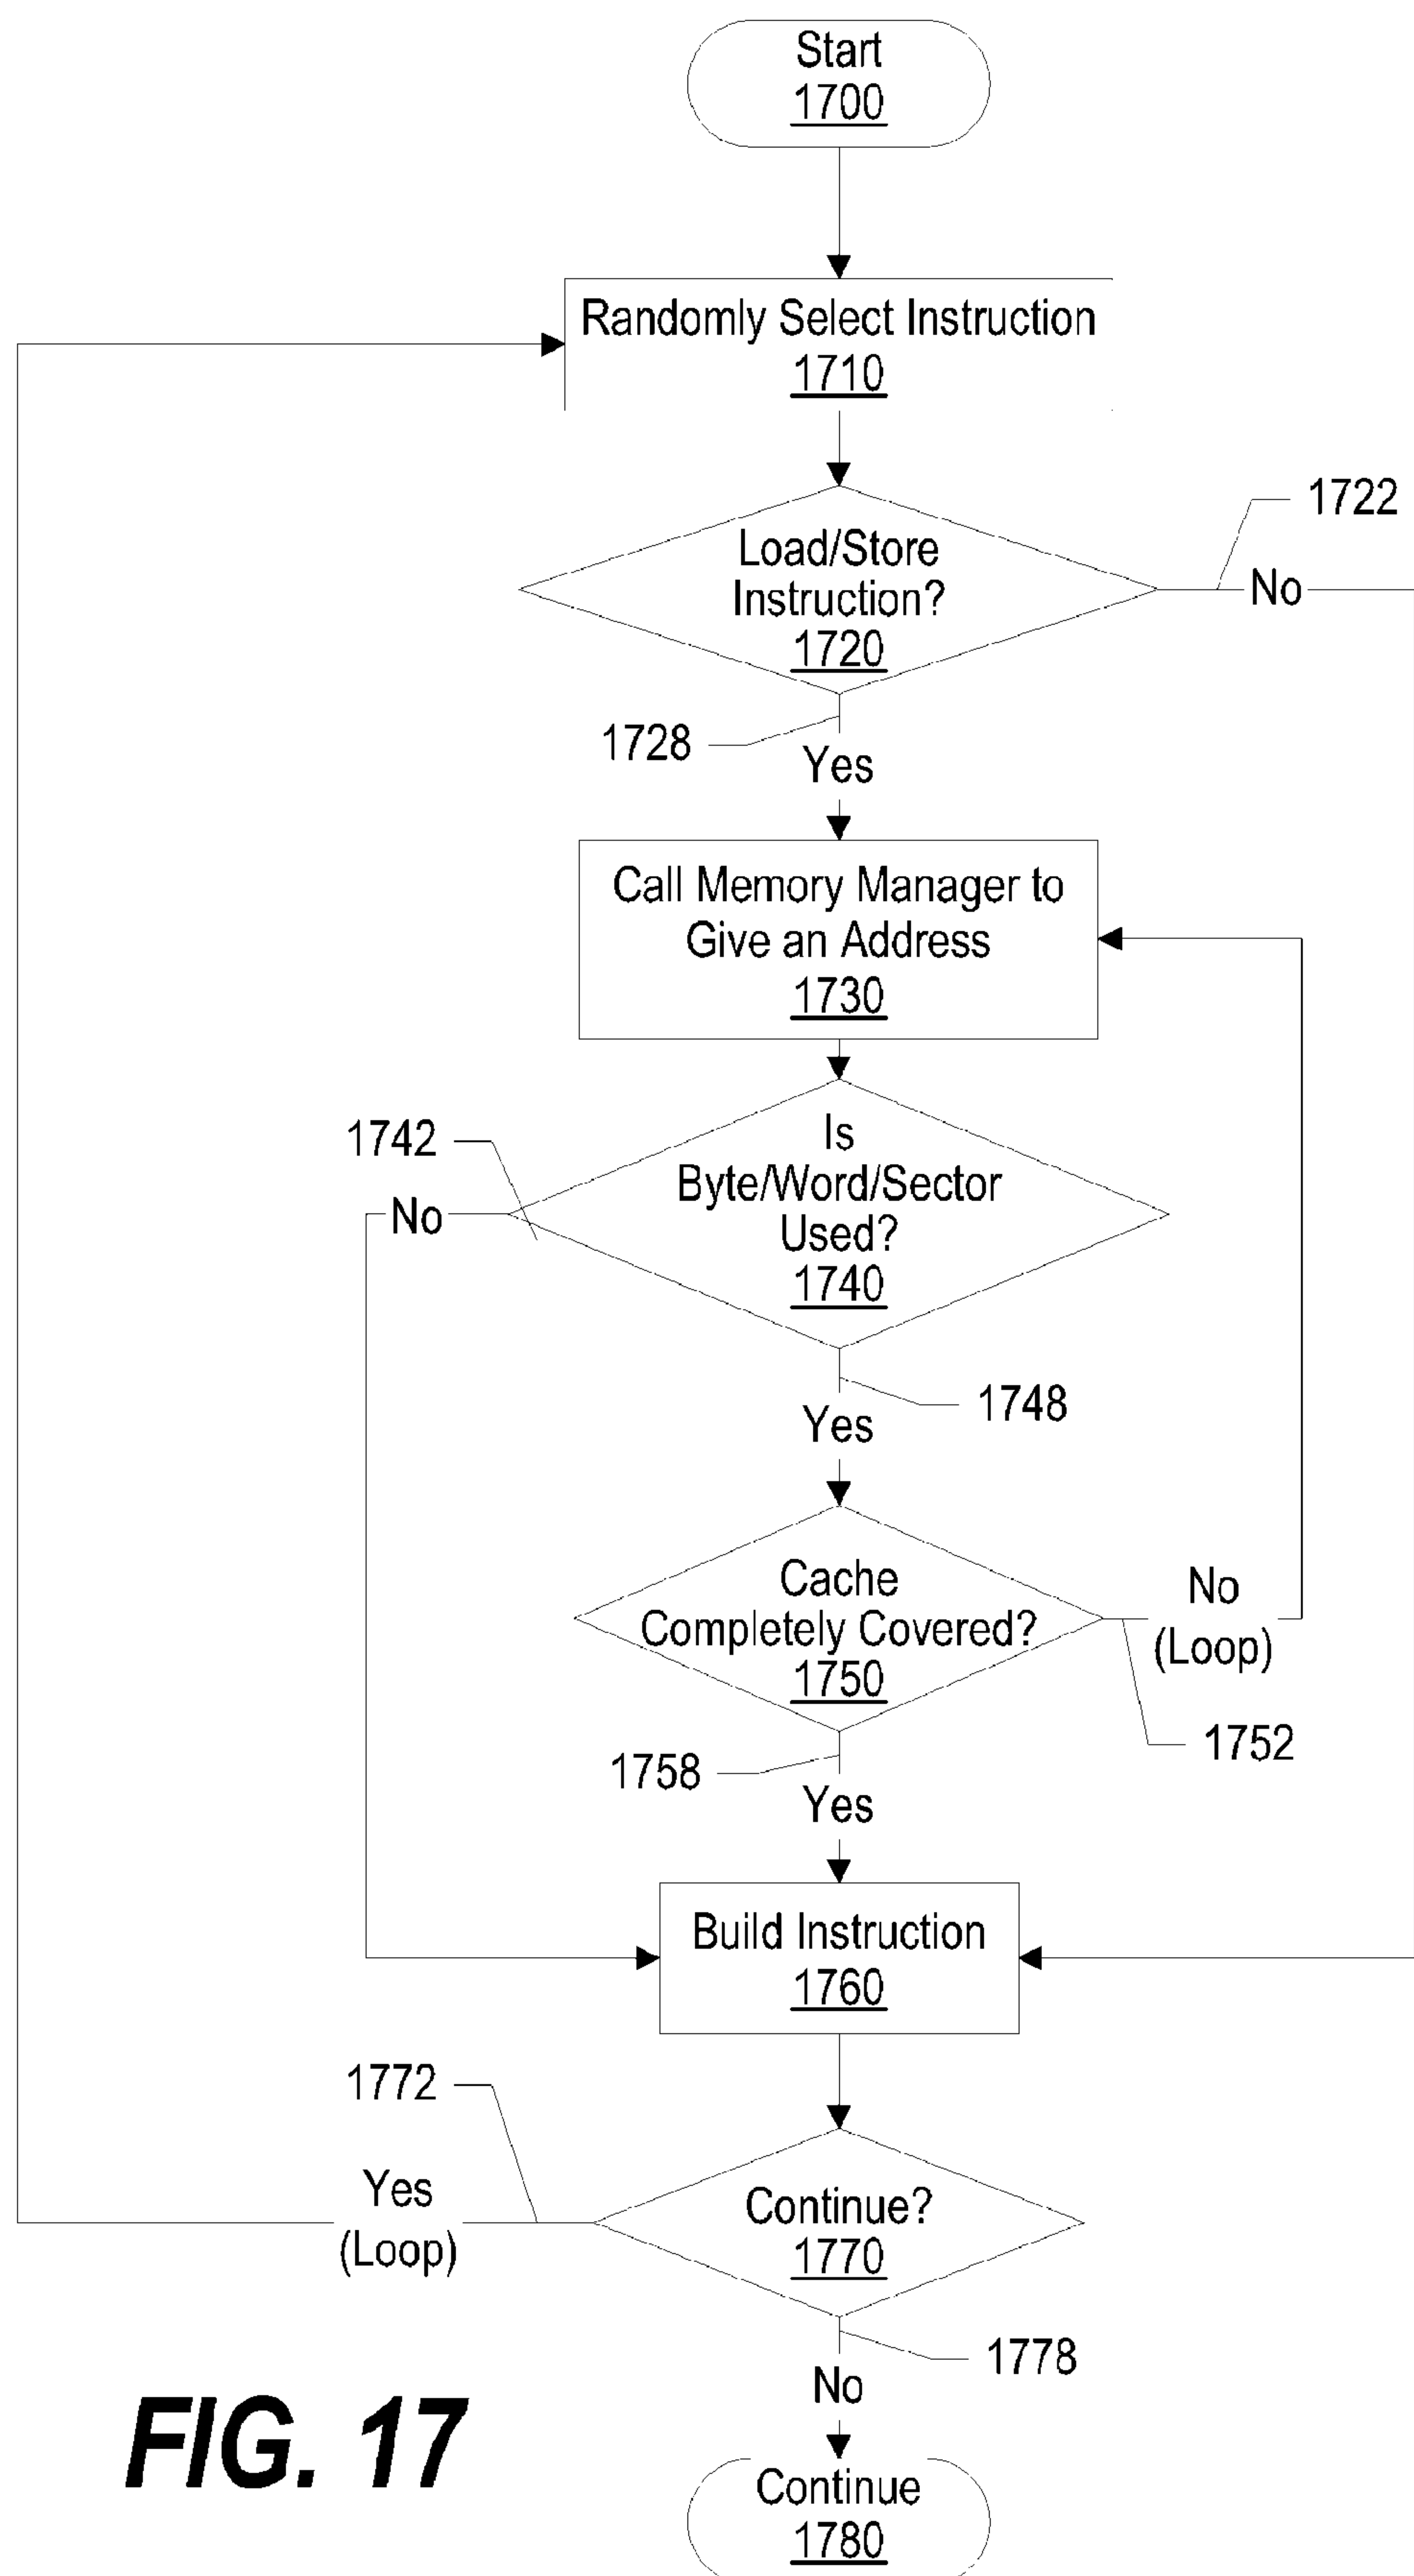 Start
1700
Randomly Select Instruction
1710
1722
Load/Store
Instruction?
1720
No
1728
Yes
Call Memory Manager to
Give an Address
1730
1742
Is
Byte/Word/Sector
Used?
1740
No
1748
Yes
Cache
Completely Covered?
1750
No
(Loop)
1752
1758
Yes
Build Instruction
1760
1772
Yes
(Loop)
Continue?
1770
1778
No
FIG. 17
Continue
1780